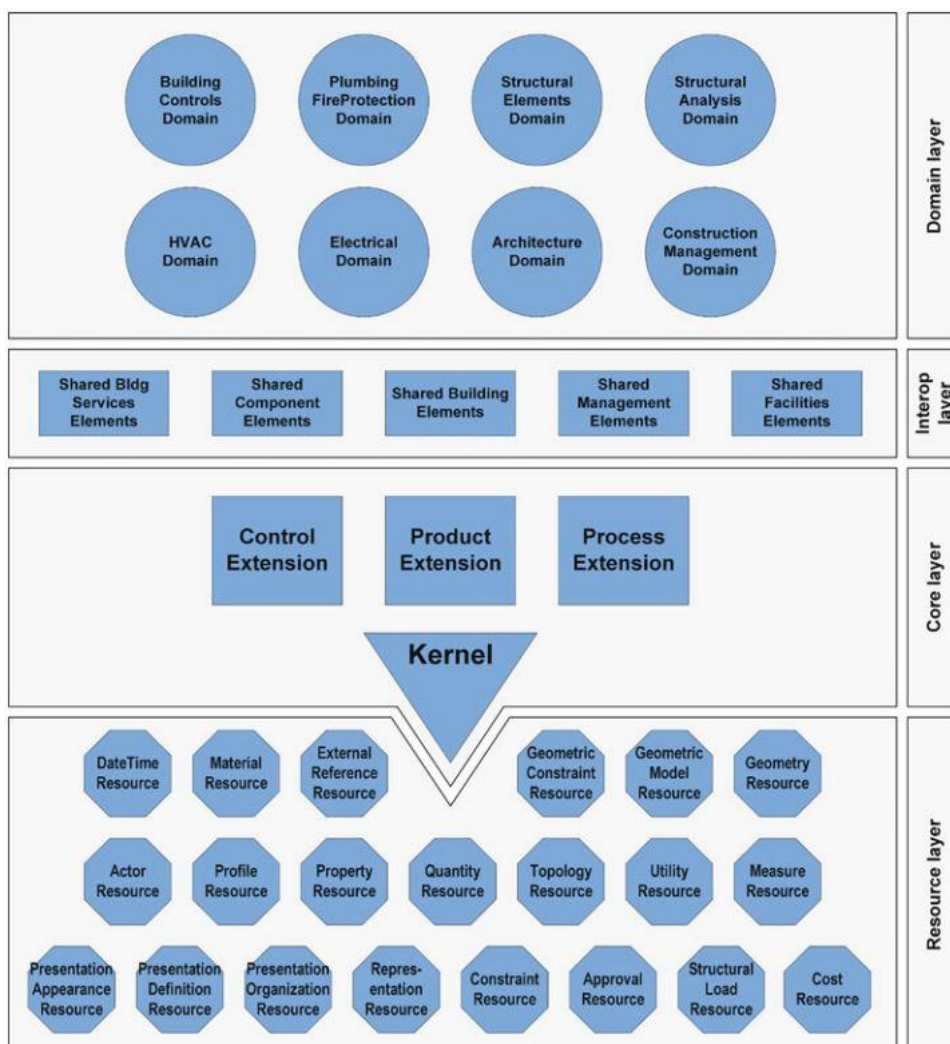 Building
Controls
Domain
Plumbing
FireProtection
Domain
Structural
Elements
Domain
Structural
Analysis
Domain
HVAC
Domain
Electrical
Domain
Architecture
Domain
Construction
Management
Domain
Domain layer
Shared Bldg
Services
Elements
Shared
Component
Elements
Shared Building
Elements
Shared
Management
Elements
Shared
Facilities
Elements
Interop
layer
Control
Extension
Product
Extension
Process
Extension
Kernel
Core layer
DateTime
Resource
Material
Resource
External
Reference
Resource
Geometric
Constraint
Resource
Geometric
Model
Resource
Geometry
Resource
Actor
Resource
Profile
Resource
Property
Resource
Quantity
Resource
Topology
Resource
Utility
Resource
Measure
Resource
Presentation
Appearance
Resource
Presentation
Definition
Resource
Presentation
Organization
Resource
Repres-
entation
Resource
Constraint
Resource
Approval
Resource
Structural
Load
Resource
Cost
Resource
Resource layer